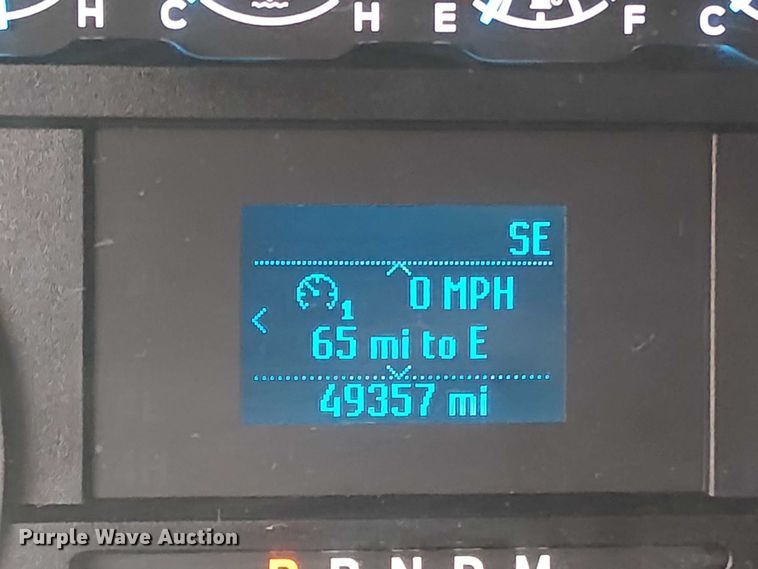 H C H E F C
SE
0 MPH
1
65 mi to E
49357 mi
Purple Wave Auction
P R N D M